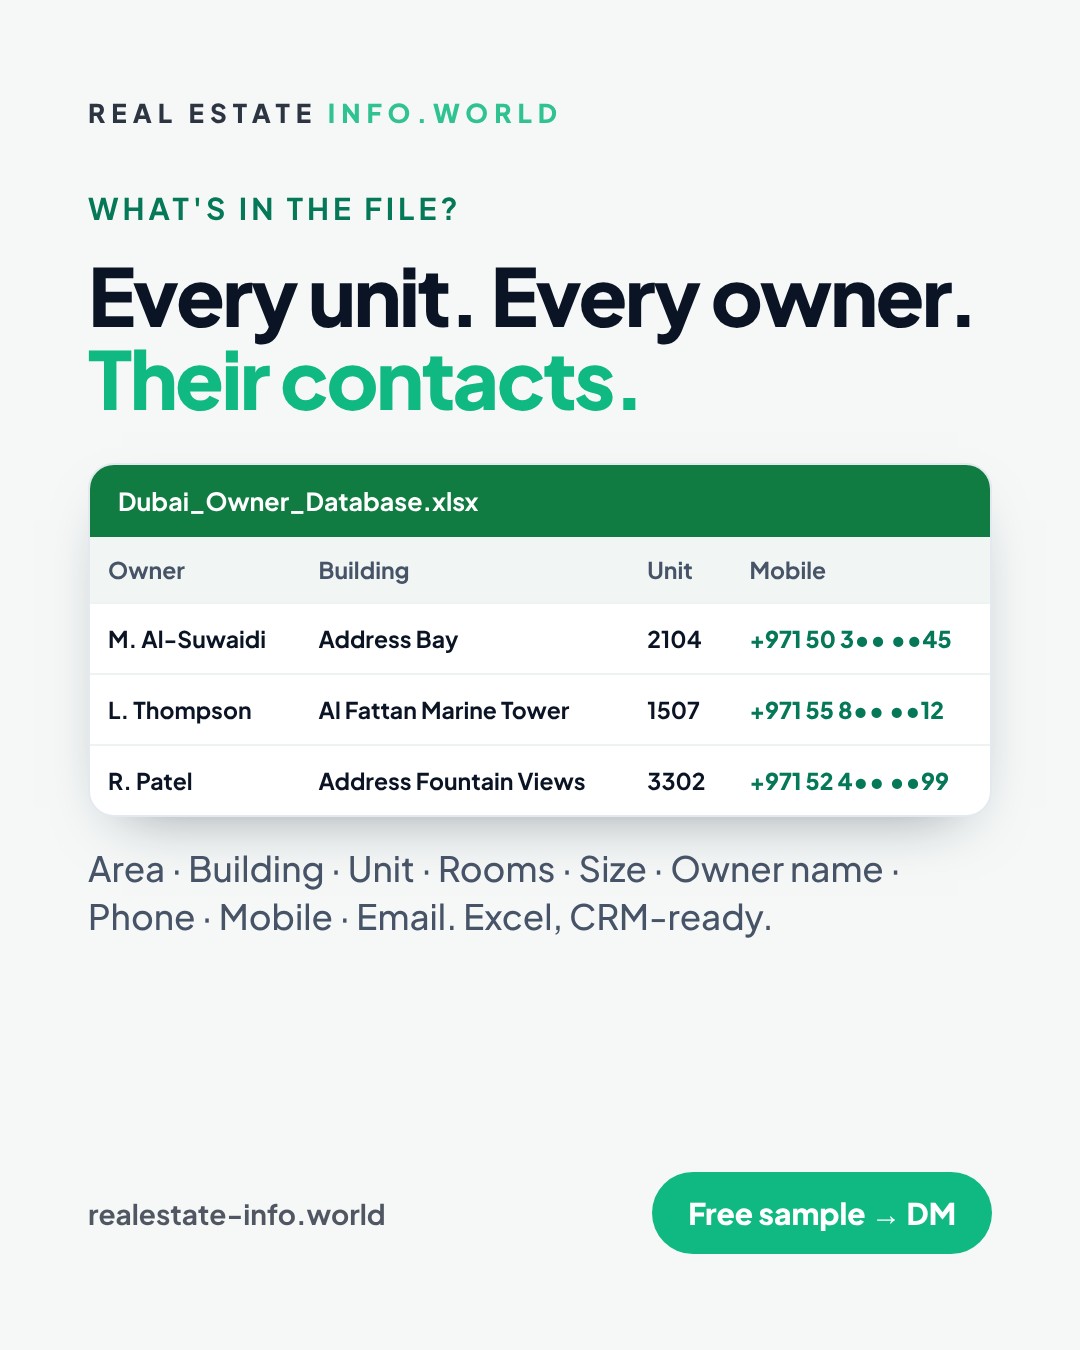 REAL ESTATE INFO.WORLD
WHAT'S IN THE FILE?
Every unit. Every owner.
Their contacts.
Dubai_Owner_Database.xlsx
Owner Building Unit Mobile
M. Al-Suwaidi Address Bay 2104 +971 50 3●● ●●45
L. Thompson Al Fattan Marine Tower 1507 +971 55 8●● ●●12
R. Patel Address Fountain Views 3302 +971 52 4●● ●●99
Area · Building · Unit · Rooms · Size · Owner name ·
Phone · Mobile · Email. Excel, CRM-ready.
realestate-info.world
Free sample → DM